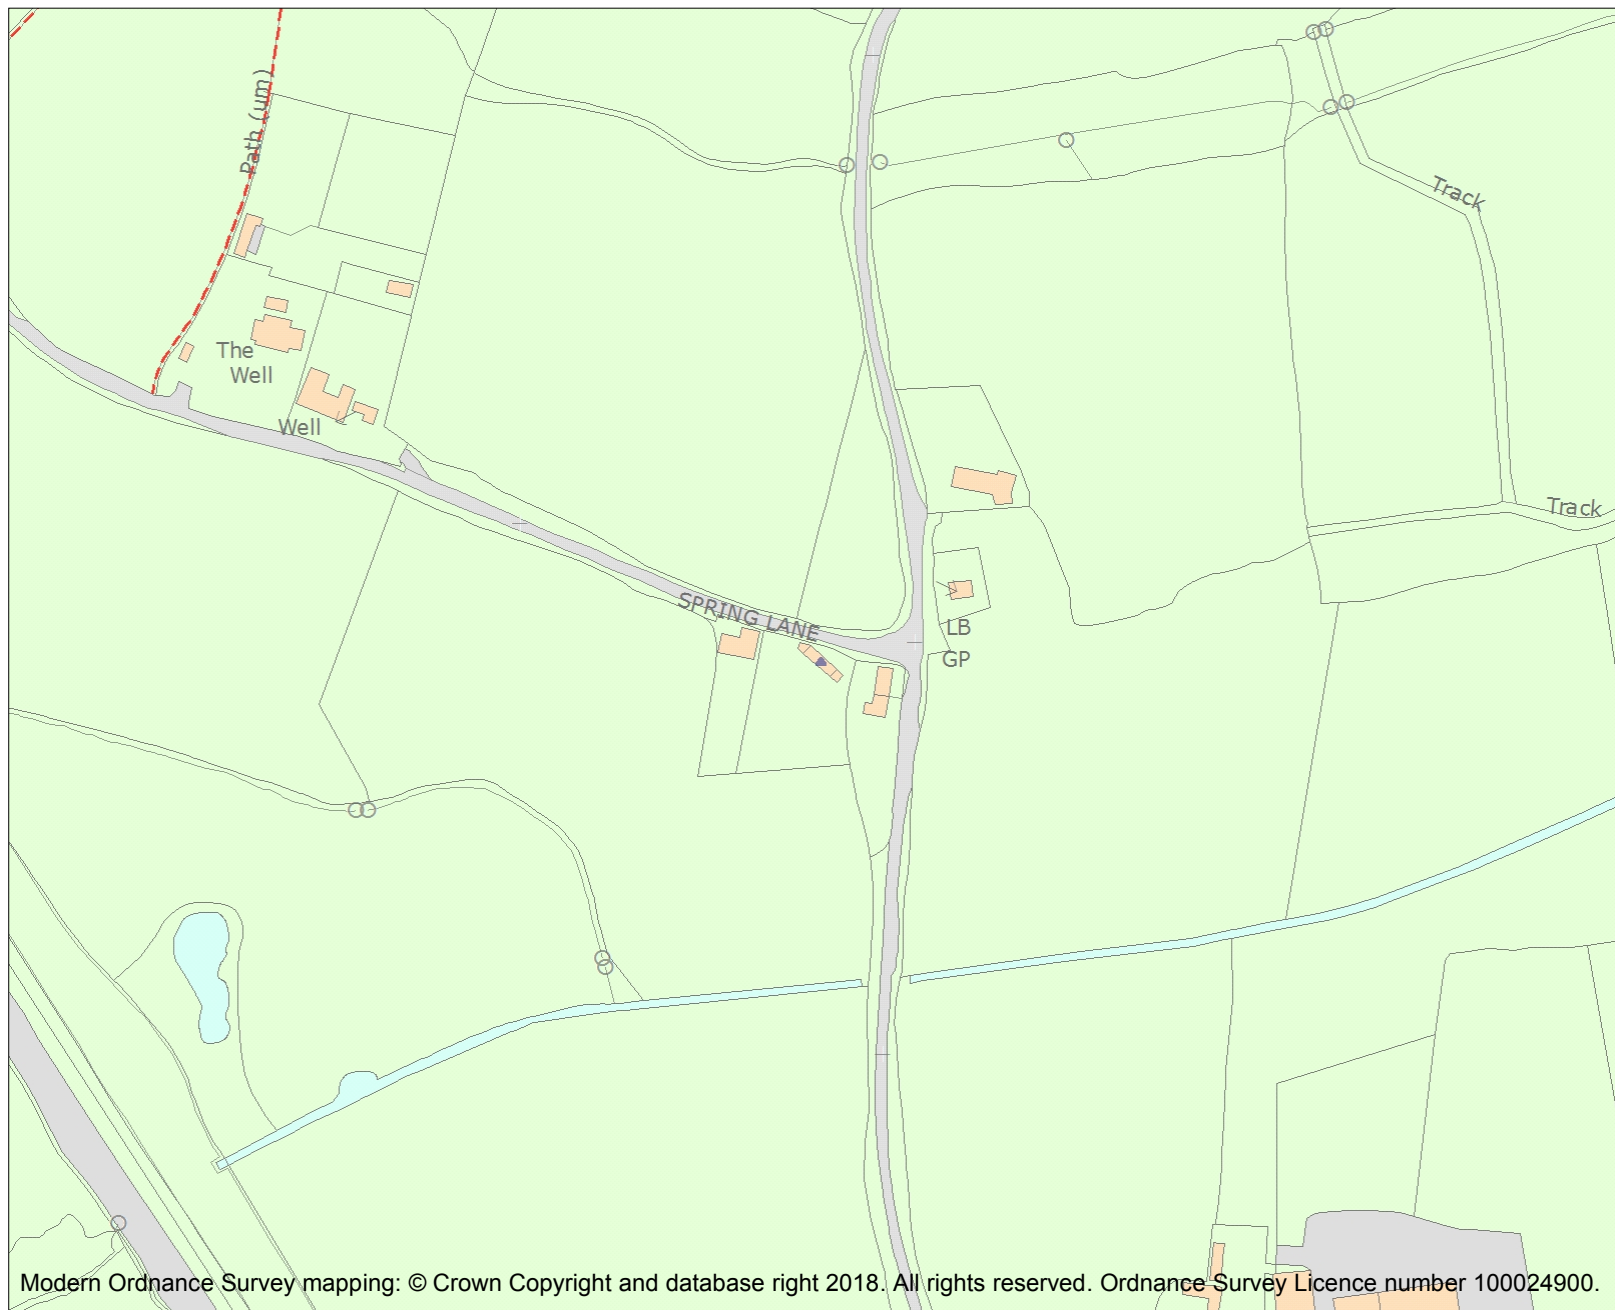 Path (um)
Track
The
Well
Well
Track
SPRING LANE
LB
GP
Modern Ordnance Survey mapping: © Crown Copyright and database right 2018. All rights reserved. Ordnance Survey Licence number 100024900.